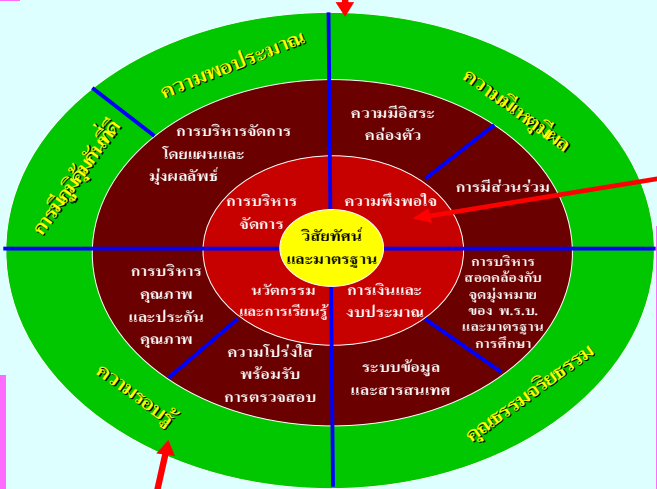 ความพอประมาณ
ความมีเหตุมีผล
การมีภูมิคุ้มกันที่ดี
การบริหารจัดการ
โดยแผนและ
มุ่งผลลัพธ์
ความมีอิสระ
คล่องตัว
การมีส่วนร่วม
การบริหาร
จัดการ
ความพึงพอใจ
วิสัยทัศน์
และมาตรฐาน
การบริหาร
คุณภาพ
และประกัน
คุณภาพ
นวัตกรรม
และการเรียนรู้
การเงินและ
งบประมาณ
การบริหาร
สอดคล้องกับ
จุดมุ่งหมาย
ของ พ.ร.บ.
และมาตรฐาน
การศึกษา
ความโปร่งใส
พร้อมรับ
การตรวจสอบ
ระบบข้อมูล
และสารสนเทศ
ความรอบรู้
คุณธรรมจริยธรรม